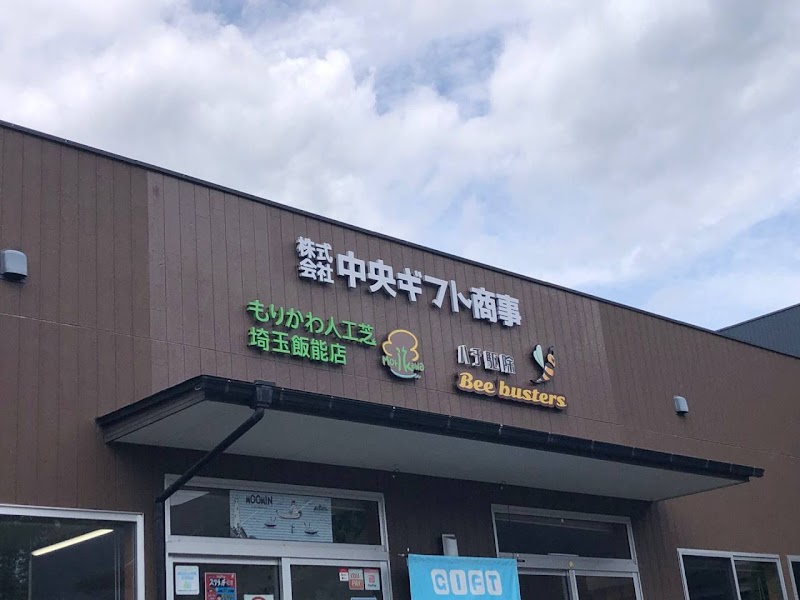 株式
会社
中央ギフト商事
もりかわ人工芝
埼玉飯能店
MORIKAWA
ハチ駆除
Bee busters
MOOMIN
GIFT